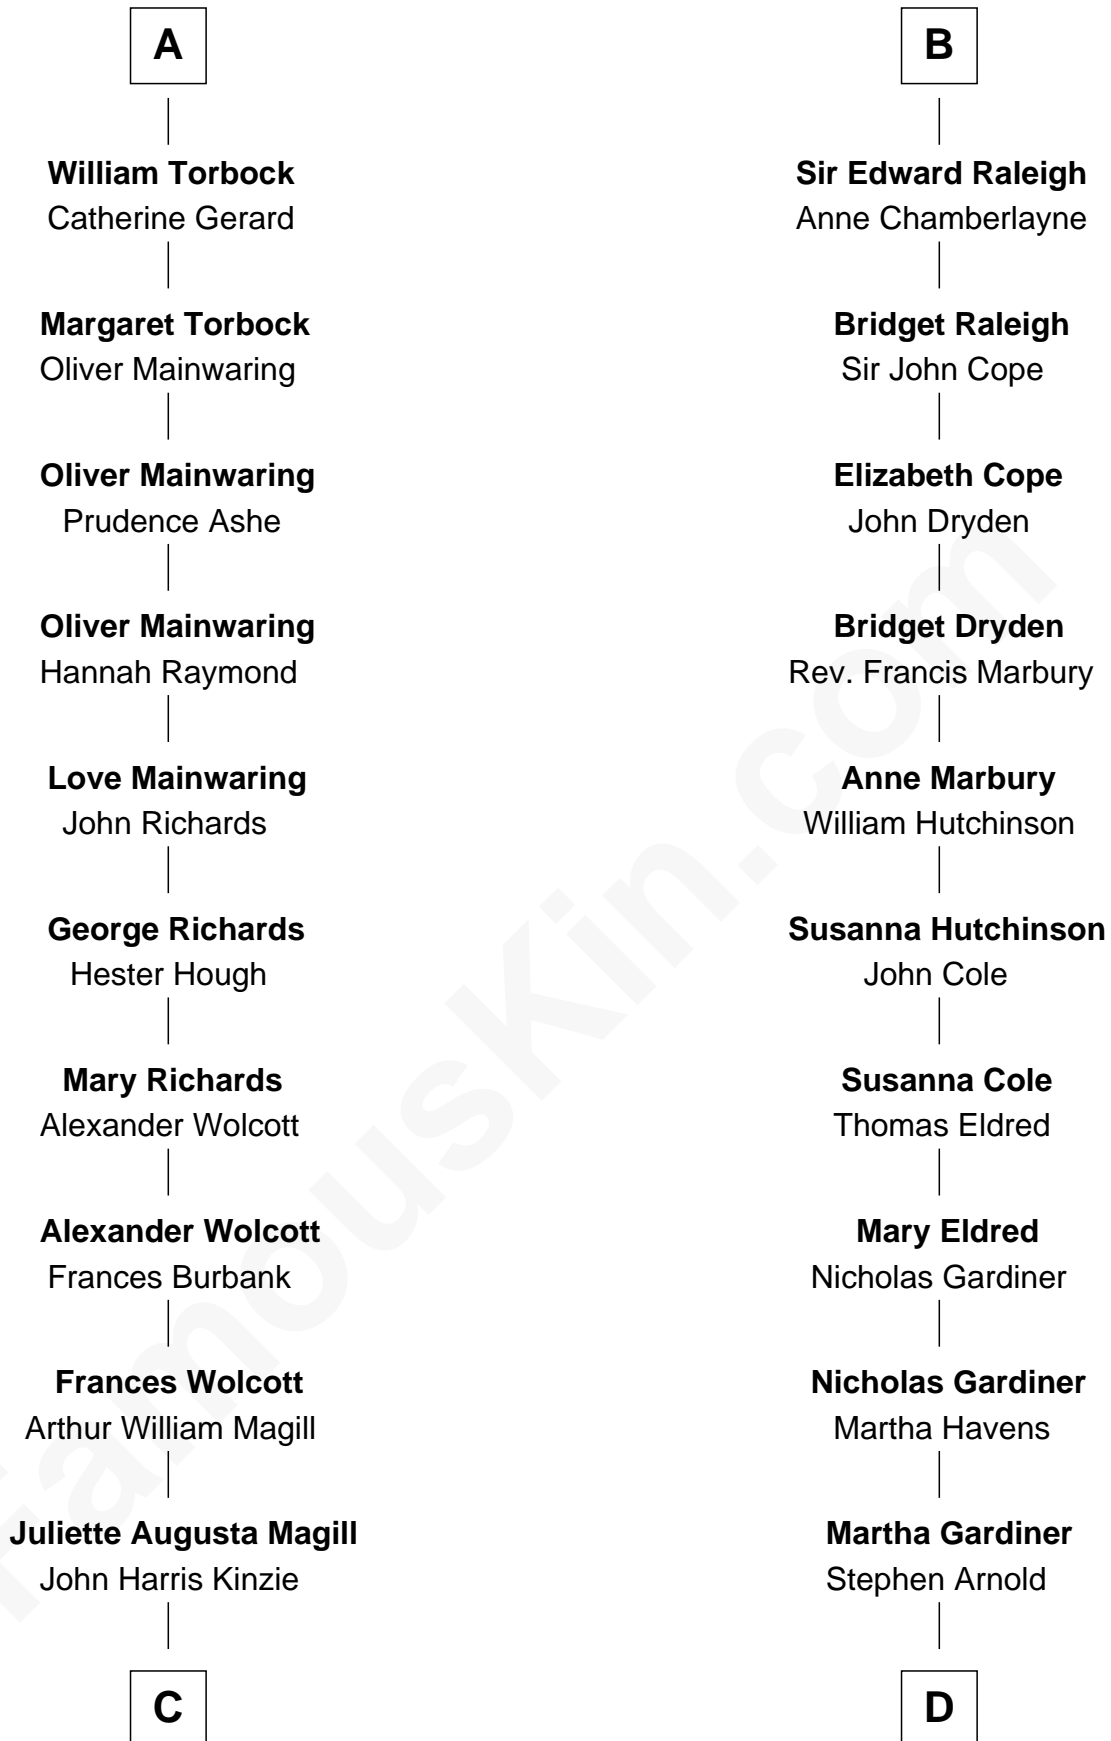 A
William Torbock
Catherine Gerard
Margaret Torbock
Oliver Mainwaring
Oliver Mainwaring
Prudence Ashe
Oliver Mainwaring
Hannah Raymond
Love Mainwaring
John Richards
George Richards
Hester Hough
Mary Richards
Alexander Wolcott
Alexander Wolcott
Frances Burbank
Frances Wolcott
Arthur William Magill
Juliette Augusta Magill
John Harris Kinzie
C
B
Sir Edward Raleigh
Anne Chamberlayne
Bridget Raleigh
Sir John Cope
Elizabeth Cope
John Dryden
Bridget Dryden
Rev. Francis Marbury
Anne Marbury
William Hutchinson
Susanna Hutchinson
John Cole
Susanna Cole
Thomas Eldred
Mary Eldred
Nicholas Gardiner
Nicholas Gardiner
Martha Havens
Martha Gardiner
Stephen Arnold
D
FamousKin.com